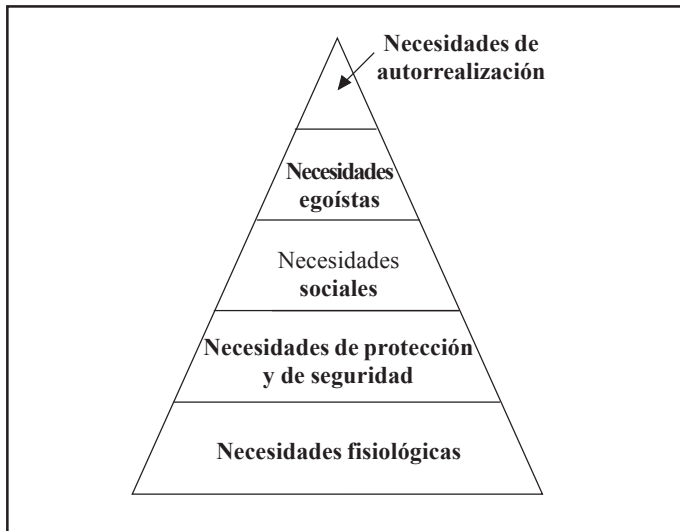 Necesidades de
autorrealización
Necesidades
egoístas
Necesidades
sociales
Necesidades de protección
y de seguridad
Necesidades fisiológicas